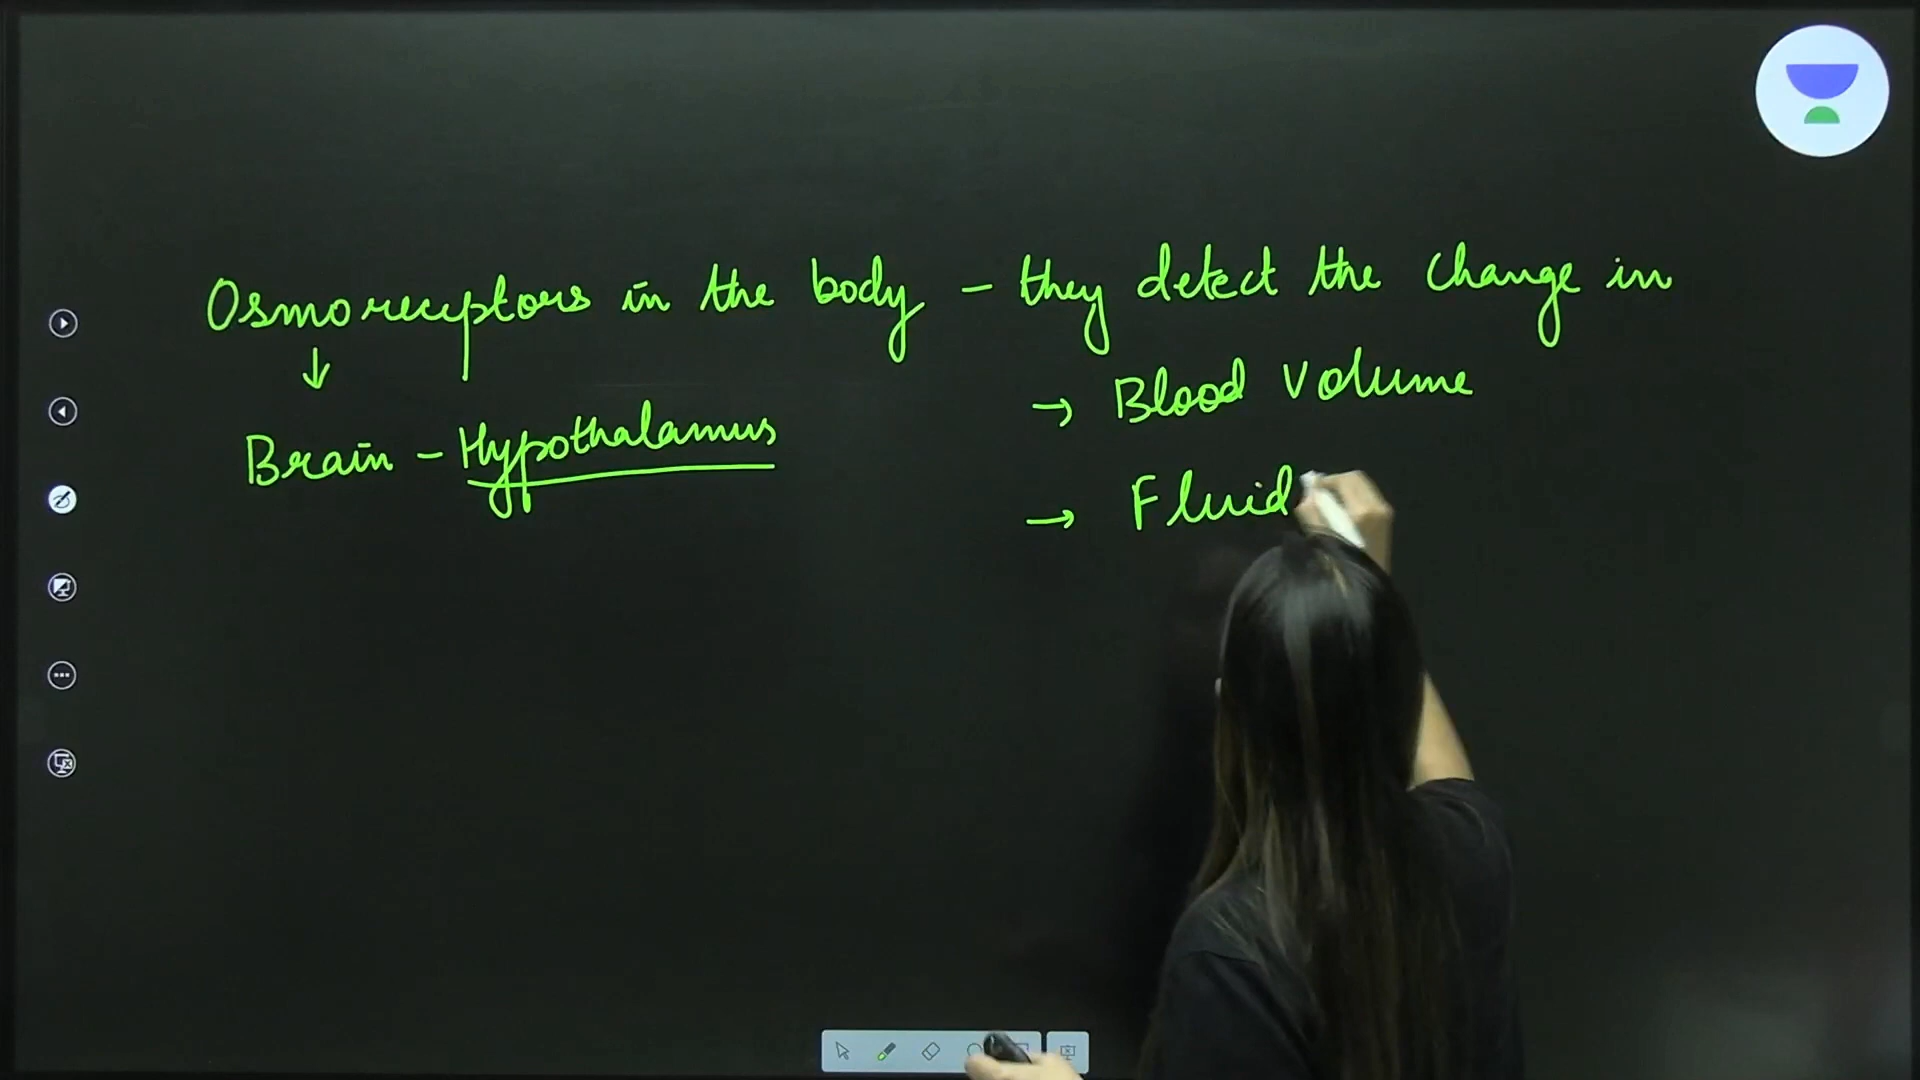 Osmoreceptors in the body - they detect the change in
↓
Brain - Hypothalamus
→ Blood Volume
→ Fluid